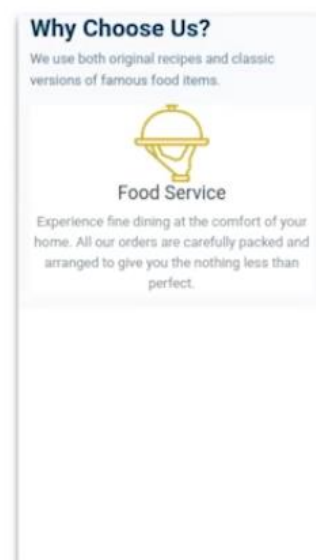 Why Choose Us?
We use both original recipes and classic
versions of famous food items.
Food Service
Experience fine dining at the comfort of your
home. All our orders are carefully packed and
arranged to give you the nothing less than
perfect.